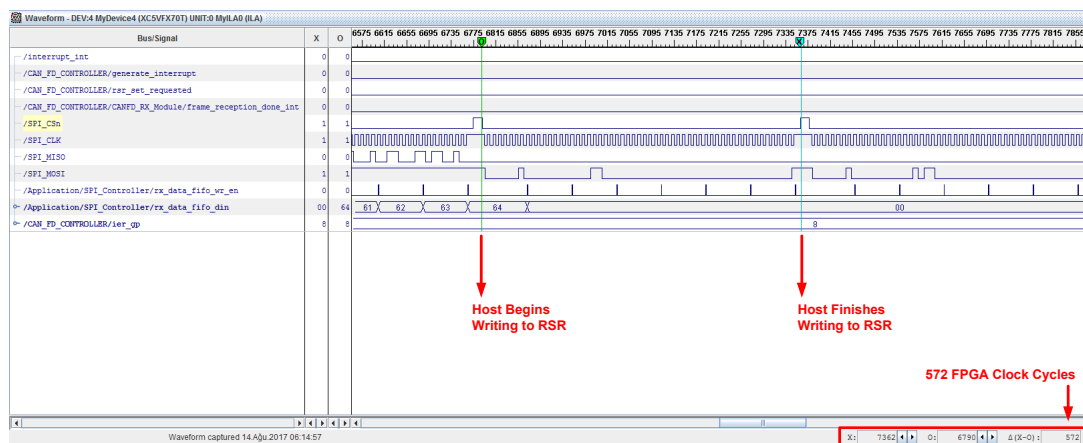 Waveform - DEV:4 MyDevice4 (XC5VFX70T) UNIT:0 MyILA0 (ILA)
Bus/Signal X O 6575 6615 6655 6695 6735 6775 6815 6855 6895 6935 6975 7015 7055 7095 7135 7175 7215 7255 7295 7335 7375 7415 7455 7495 7535 7575 7615 7655 7695 7735 7775 7815 7855
O X
/interrupt_int 0 0
/CAN_FD_CONTROLLER/generate_interrupt 0 0
/CAN_FD_CONTROLLER/rsr_set_requested 0 0
/CAN_FD_CONTROLLER/CANFD_RX_Module/frame_reception_done_int 0 0
/SPI_CSn 1 1
/SPI_CLK 1 1
/SPI_MISO 0 0
/SPI_MOSI 1 1
/Application/SPI_Controller/rx_data_fifo_wr_en 0 0
/Application/SPI_Controller/rx_data_fifo_din 00 64 61 62 63 64 00
/CAN_FD_CONTROLLER/ier_gp 8 8 8
Host Begins
Writing to RSR
Host Finishes
Writing to RSR
572 FPGA Clock Cycles
Waveform captured 14.Ağu.2017 06:14:57 X: 7362 O: 6790 Δ(X-O): 572